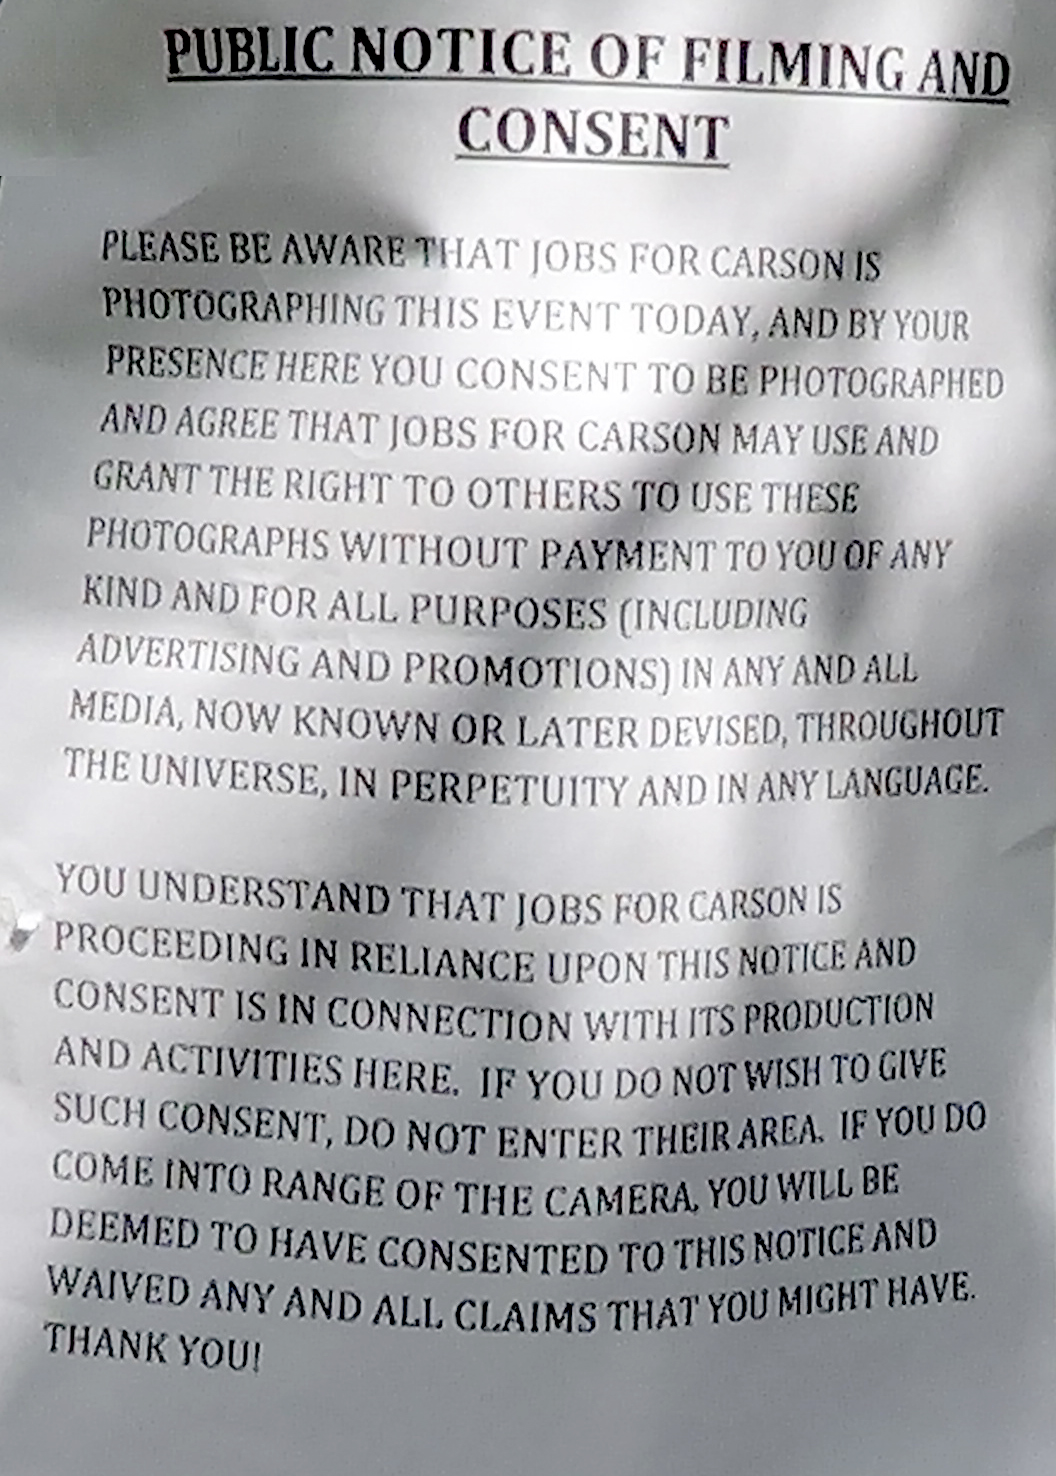 PUBLIC NOTICE OF FILMING AND
CONSENT
PLEASE BE AWARE THAT JOBS FOR CARSON IS
PHOTOGRAPHING THIS EVENT TODAY, AND BY YOUR
PRESENCE HERE YOU CONSENT TO BE PHOTOGRAPHED
AND AGREE THAT JOBS FOR CARSON MAY USE AND
GRANT THE RIGHT TO OTHERS TO USE THESE
PHOTOGRAPHS WITHOUT PAYMENT TO YOU OF ANY
KIND AND FOR ALL PURPOSES (INCLUDING
ADVERTISING AND PROMOTIONS) IN ANY AND ALL
MEDIA, NOW KNOWN OR LATER DEVISED, THROUGHOUT
THE UNIVERSE, IN PERPETUITY AND IN ANY LANGUAGE.
YOU UNDERSTAND THAT JOBS FOR CARSON IS
PROCEEDING IN RELIANCE UPON THIS NOTICE AND
CONSENT IS IN CONNECTION WITH ITS PRODUCTION
AND ACTIVITIES HERE. IF YOU DO NOT WISH TO GIVE
SUCH CONSENT, DO NOT ENTER THEIR AREA. IF YOU DO
COME INTO RANGE OF THE CAMERA, YOU WILL BE
DEEMED TO HAVE CONSENTED TO THIS NOTICE AND
WAIVED ANY AND ALL CLAIMS THAT YOU MIGHT HAVE.
THANK YOU!